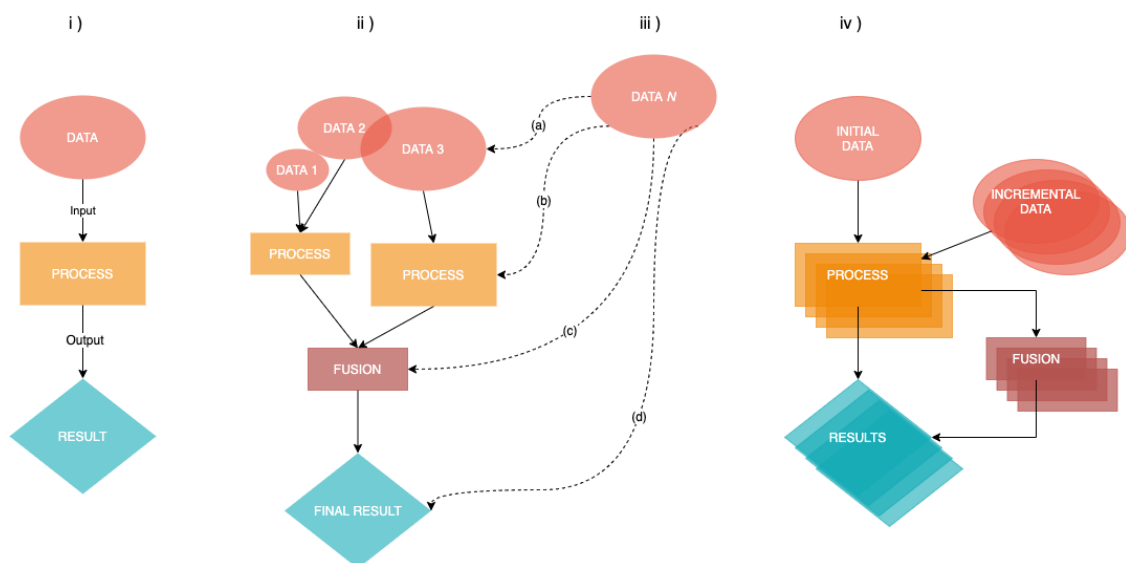 i )
ii )
iii )
iv )
DATA
Input
PROCESS
Output
RESULT
DATA 1
DATA 2
DATA 3
PROCESS
PROCESS
FUSION
FINAL RESULT
DATA N
(a)
(b)
(c)
(d)
INITIAL
DATA
INCREMENTAL
DATA
PROCESS
FUSION
RESULTS